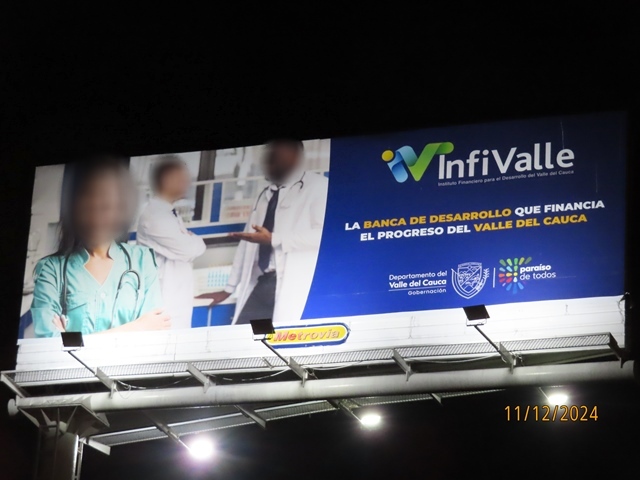 InfiValle
Instituto Financiero para el Desarrollo del Valle del Cauca
LA BANCA DE DESARROLLO QUE FINANCIA
EL PROGRESO DEL VALLE DEL CAUCA
Departamento del
Valle del Cauca
Gobernación
paraíso
de todos
Metrovia
11/12/2024